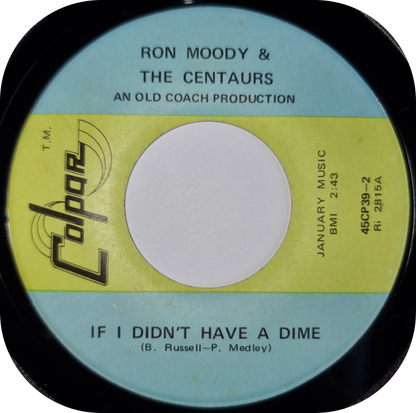 RON MOODY &
THE CENTAURS
AN OLD COACH PRODUCTION
T.M.
Colpar
JANUARY MUSIC
BMI 2:43
45CP39-2
Ri 2815A
IF I DIDN'T HAVE A DIME
(B. Russell-P. Medley)